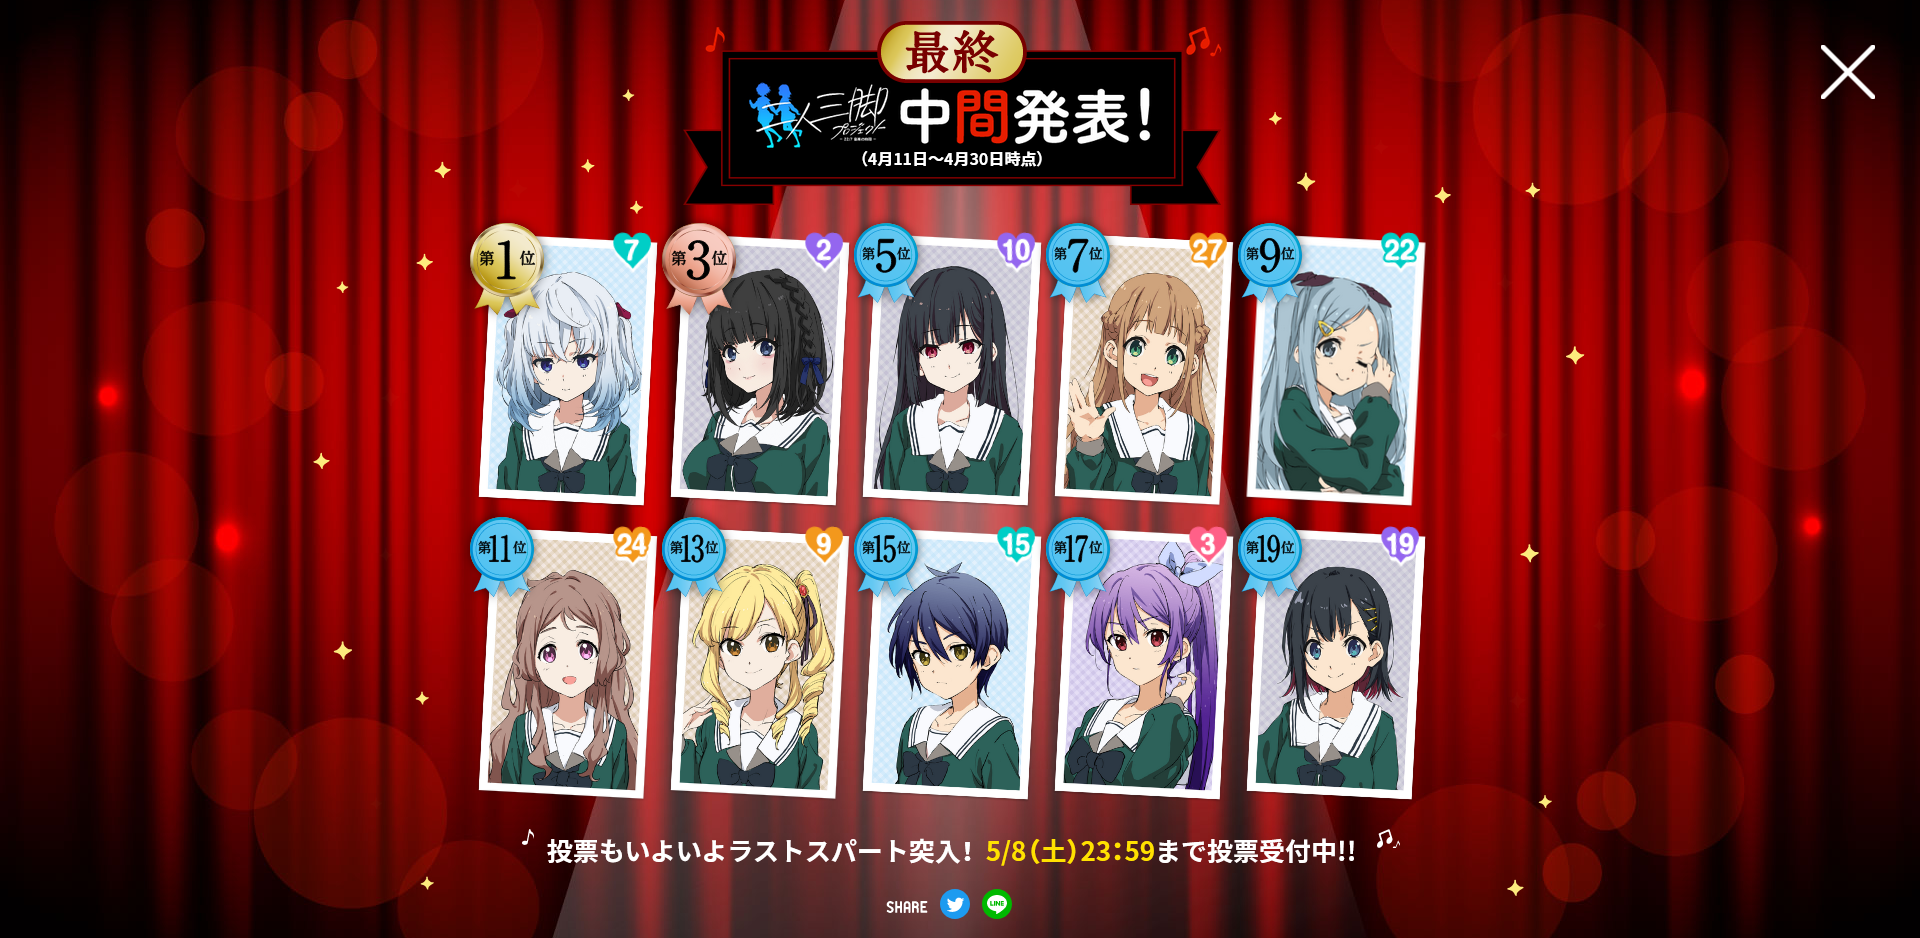 最終
二人三脚
プロジェクト
中間発表!
(4月11日〜4月30日時点)
第1位 7
第3位 2
第5位 10
第7位 27
第9位 22
第11位 24
第13位 9
第15位 15
第17位 3
第19位 19
投票もいよいよラストスパート突入! 5/8(土)23:59まで投票受付中!!
SHARE
LINE